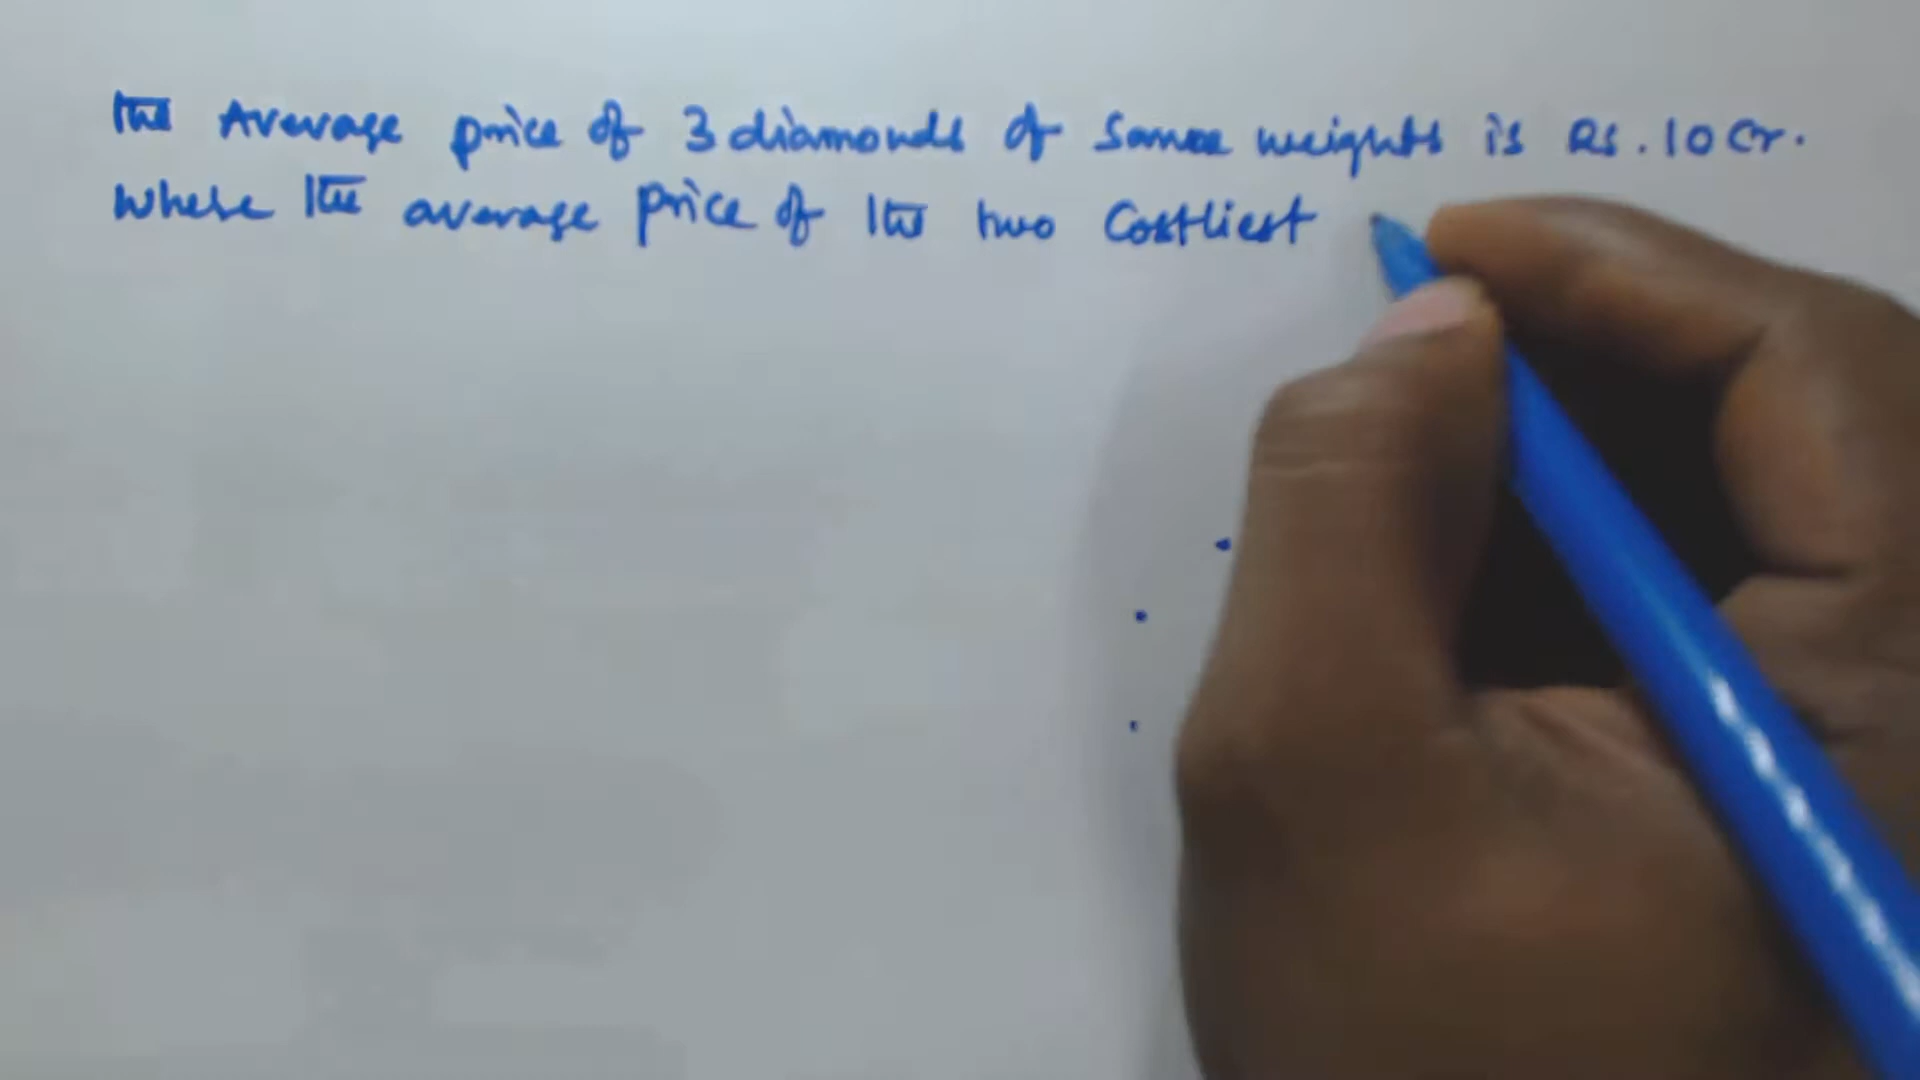 The Average price of 3 diamonds of same weights is Rs. 10 Cr.
Where the average price of the two Costliest